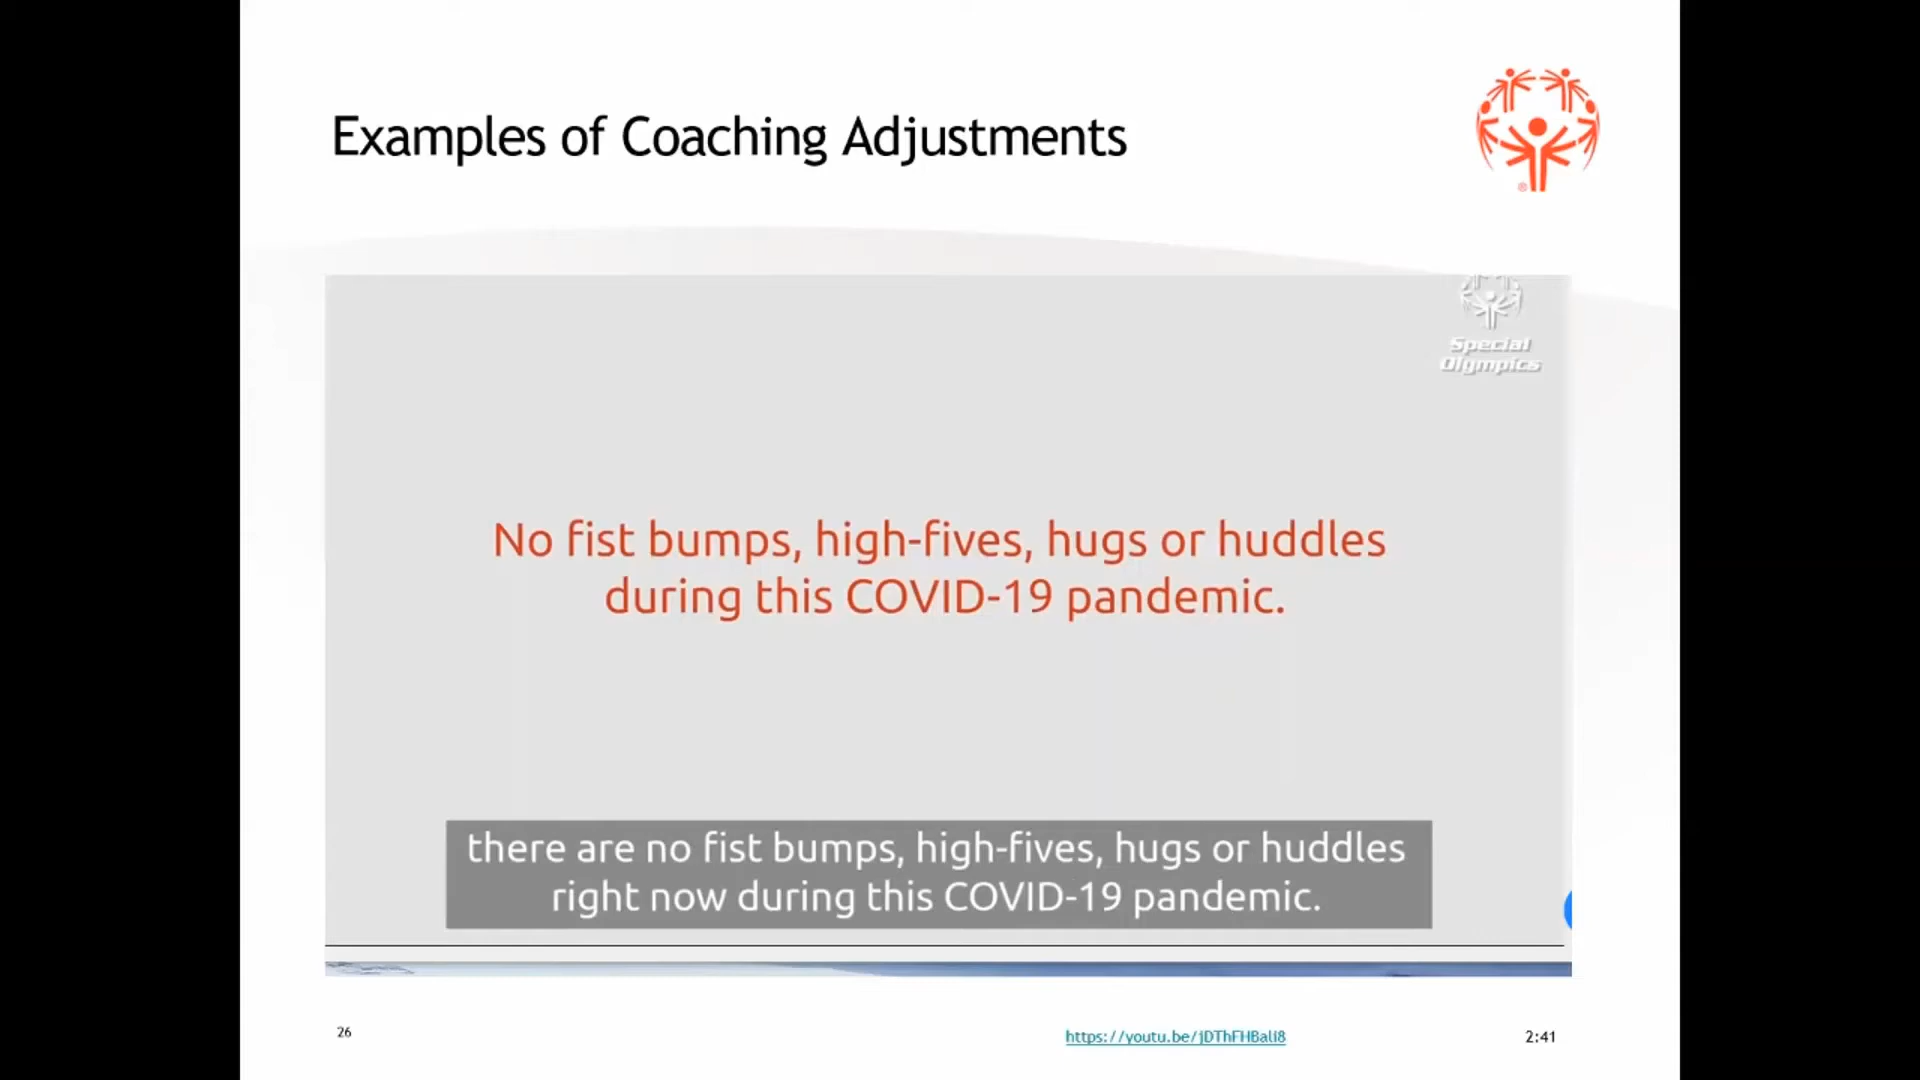 Examples of Coaching Adjustments
®
Special
Olympics
No fist bumps, high-fives, hugs or huddles
during this COVID-19 pandemic.
there are no fist bumps, high-fives, hugs or huddles
right now during this COVID-19 pandemic.
26
https://youtu.be/jDThFHBali8
2:41